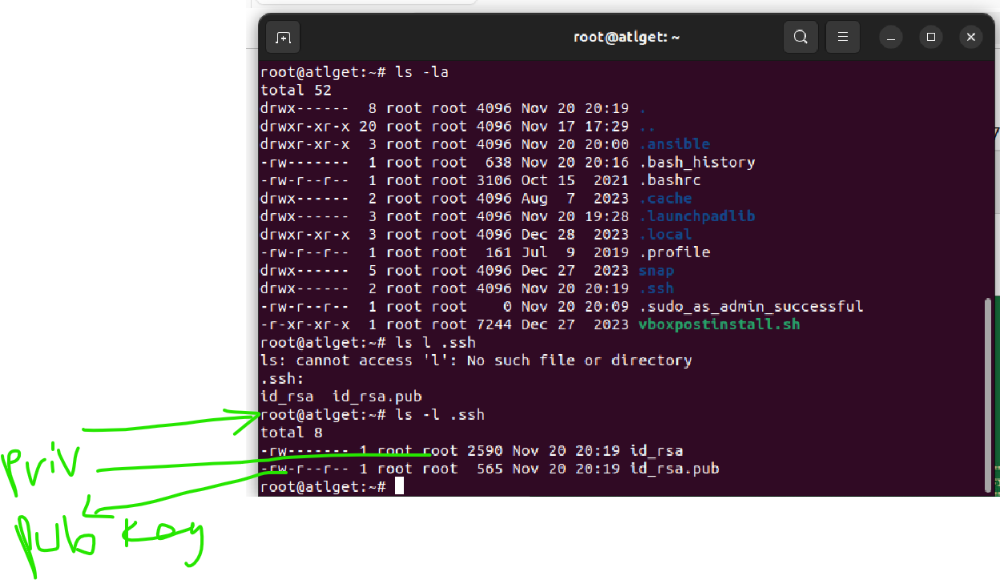 root@atlget: ~
root@atlget:~# ls -la
total 52
drwx------  8 root root 4096 Nov 20 20:19 .
drwxr-xr-x 20 root root 4096 Nov 17 17:29 ..
drwxr-xr-x  3 root root 4096 Nov 20 20:00 .ansible
-rw-------  1 root root  638 Nov 20 20:16 .bash_history
-rw-r--r--  1 root root 3106 Oct 15  2021 .bashrc
drwx------  2 root root 4096 Aug  7  2023 .cache
drwx------  3 root root 4096 Nov 20 19:28 .launchpadlib
drwxr-xr-x  3 root root 4096 Dec 28  2023 .local
-rw-r--r--  1 root root  161 Jul  9  2019 .profile
drwx------  5 root root 4096 Dec 27  2023 snap
drwx------  2 root root 4096 Nov 20 20:19 .ssh
-rw-r--r--  1 root root    0 Nov 20 20:09 .sudo_as_admin_successful
-r-xr-xr-x  1 root root 7244 Dec 27  2023 vboxpostinstall.sh
root@atlget:~# ls l .ssh
ls: cannot access 'l': No such file or directory
.ssh:
id_rsa  id_rsa.pub
root@atlget:~# ls -l .ssh
total 8
-rw------- 1 root root 2590 Nov 20 20:19 id_rsa
-rw-r--r-- 1 root root  565 Nov 20 20:19 id_rsa.pub
root@atlget:~#
priv
pub key